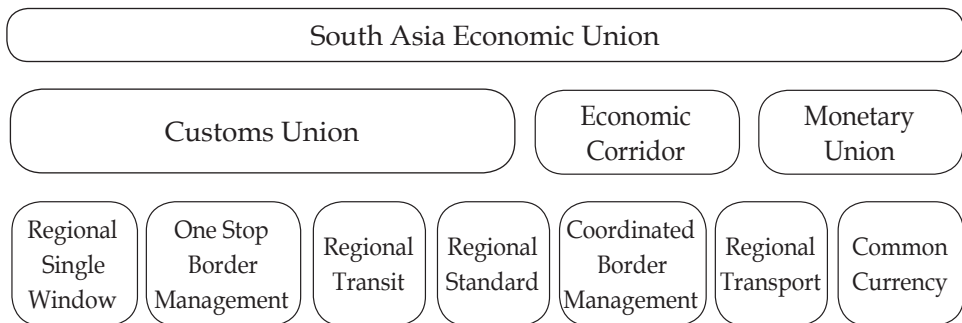 South Asia Economic Union
Customs Union
Economic
Corridor
Monetary
Union
Regional
Single
Window
One Stop
Border
Management
Regional
Transit
Regional
Standard
Coordinated
Border
Management
Regional
Transport
Common
Currency